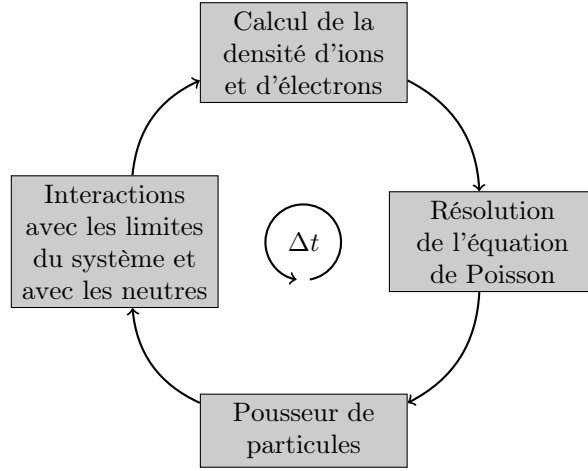 Calcul de la
densité d'ions
et d'électrons
Interactions
avec les limites
du système et
avec les neutres
Δt
Résolution
de l'équation
de Poisson
Pousseur de
particules